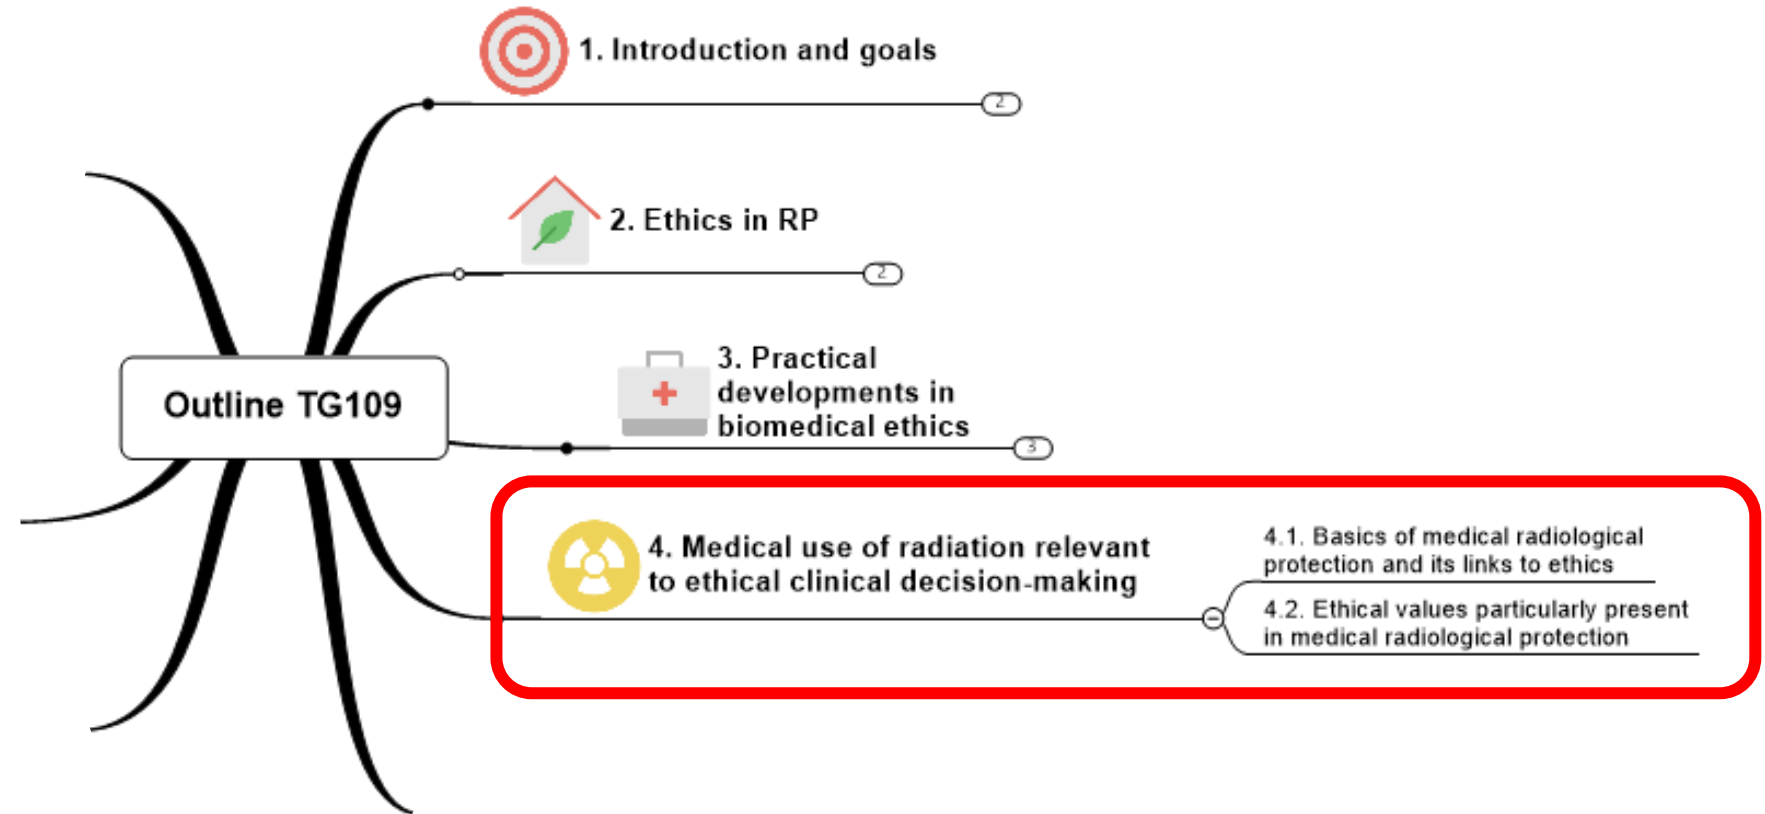 1. Introduction and goals
2
2. Ethics in RP
2
3. Practical
developments in
biomedical ethics
3
Outline TG109
4. Medical use of radiation relevant
to ethical clinical decision-making
4.1. Basics of medical radiological
protection and its links to ethics
4.2. Ethical values particularly present
in medical radiological protection